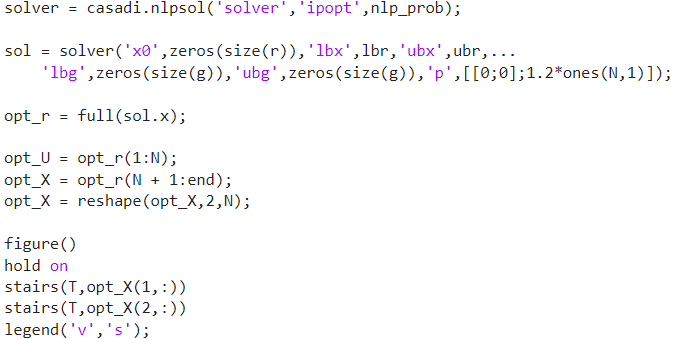 solver = casadi.nlpsol('solver','ipopt',nlp_prob);
sol = solver('x0',zeros(size(r)),'lbx',lbr,'ubx',ubr,...
'lbg',zeros(size(g)),'ubg',zeros(size(g)),'p',[[0;0];1.2*ones(N,1)]);
opt_r = full(sol.x);
opt_U = opt_r(1:N);
opt_X = opt_r(N + 1:end);
opt_X = reshape(opt_X,2,N);
figure()
hold on
stairs(T,opt_X(1,:))
stairs(T,opt_X(2,:))
legend('v','s');